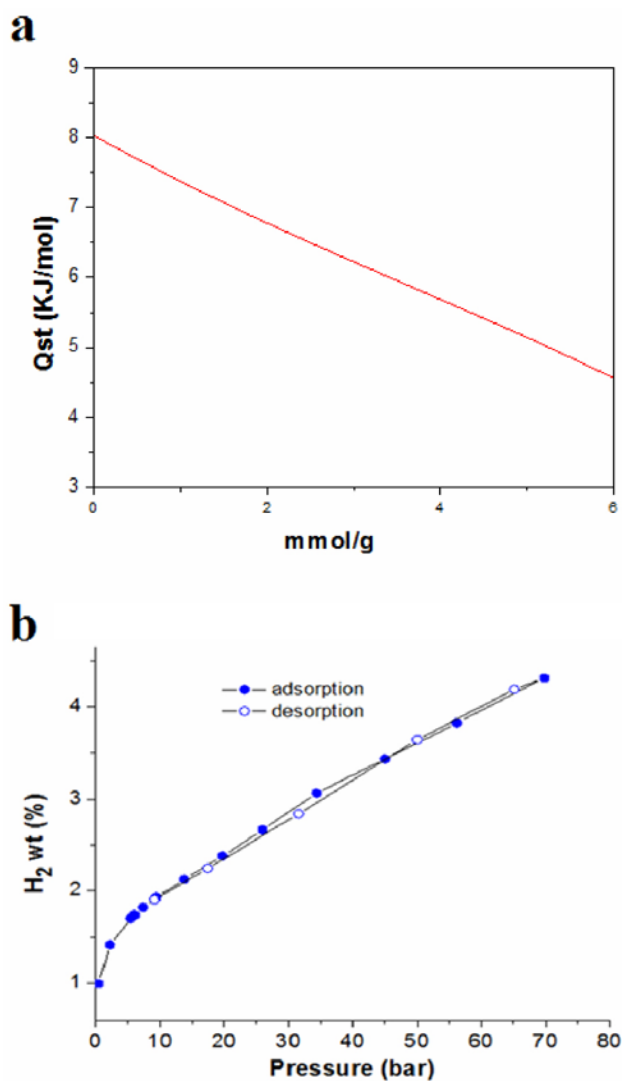 a
9
8
7
6
5
4
3
Qst (KJ/mol)
0 2 4 6
mmol/g
b
adsorption
desorption
4
3
2
1
H2 wt (%)
0 10 20 30 40 50 60 70 80
Pressure (bar)